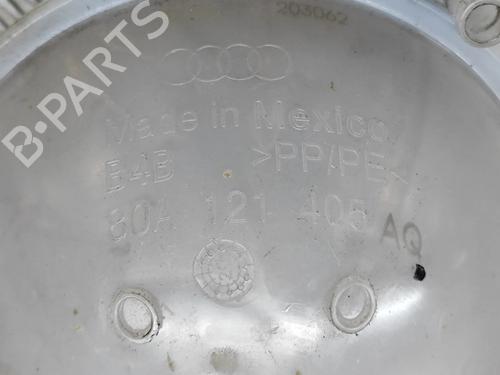 203062
B-PARTS
Made in Mexico
B4B >PP/PE<
80A 121 405 AQ